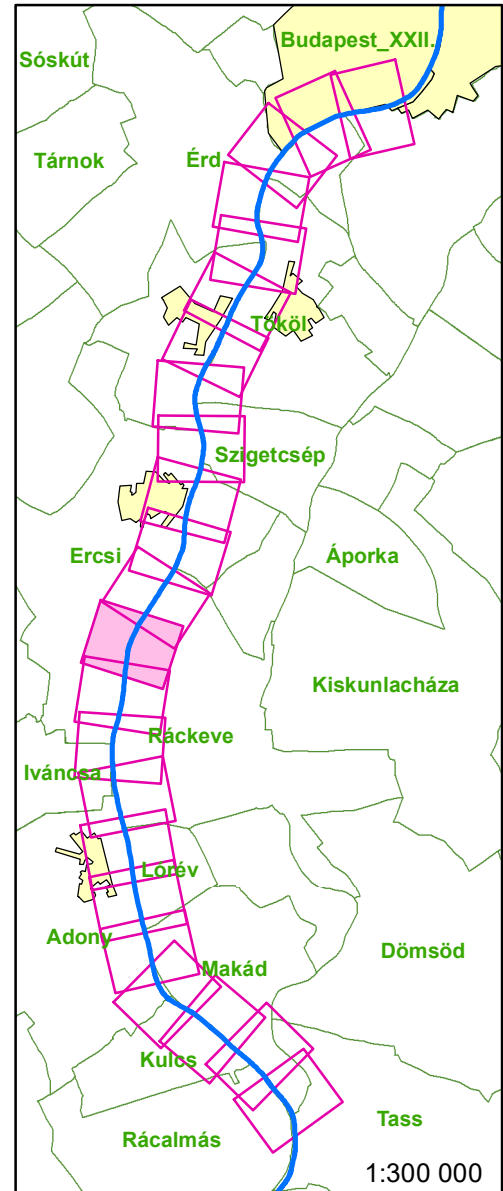 Budapest_XXII.
Sóskút
Tárnok
Érd
Tököl
Szigetcsép
Ercsi
Áporka
Kiskunlacháza
Ráckeve
Iváncsa
Lórév
Adony
Dömsöd
Makád
Kulcs
Tass
Rácalmás
1:300 000